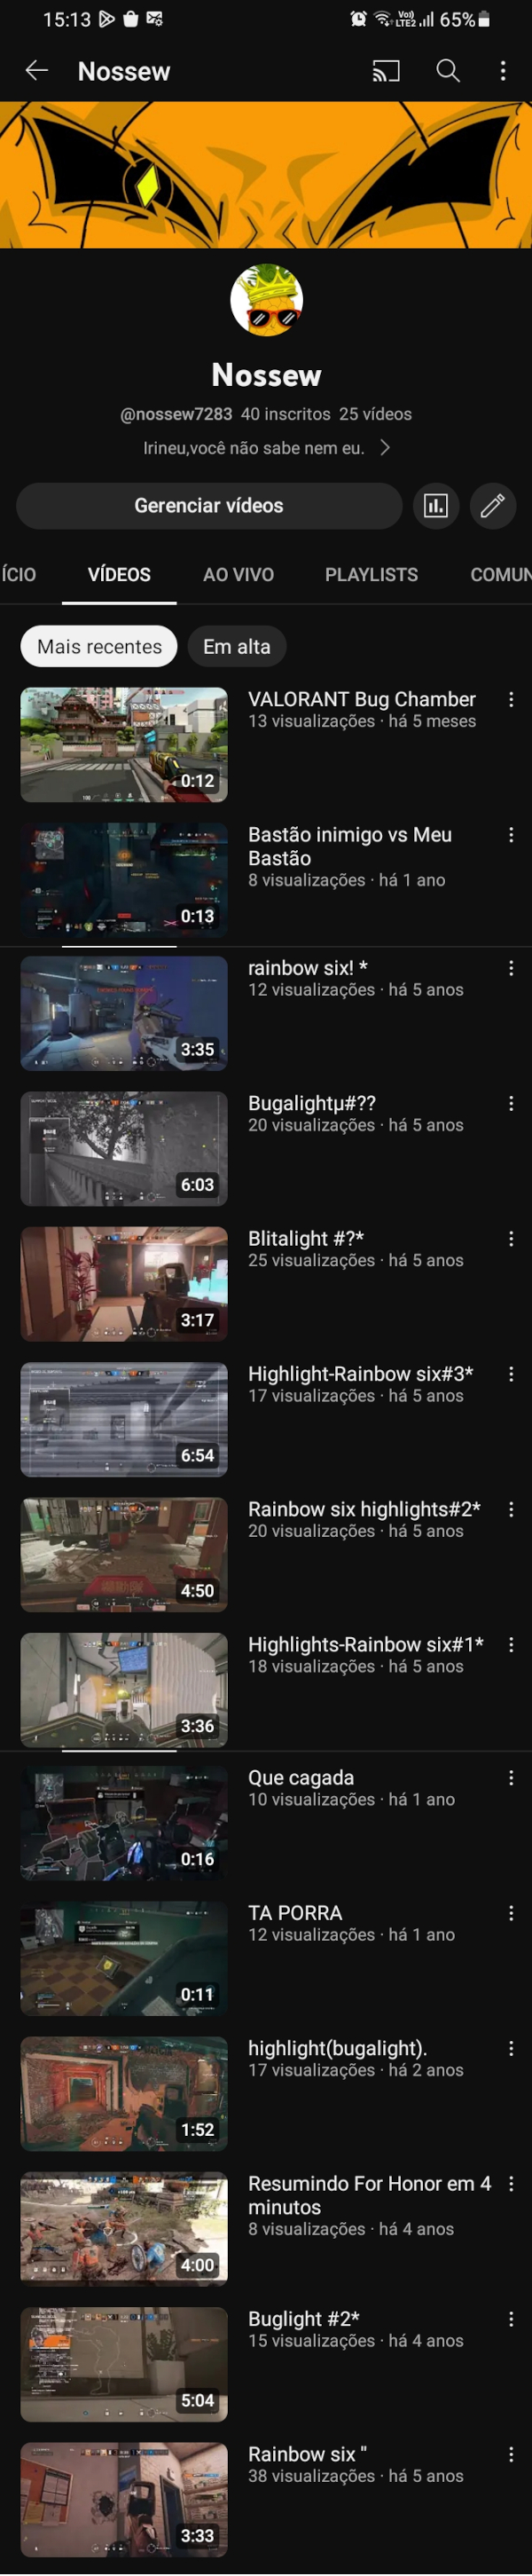 15:13
Vo))
LTE2
65%
Nossew
Nossew
@nossew7283 40 inscritos 25 vídeos
Irineu,você não sabe nem eu.
Gerenciar vídeos
ÍCIO VÍDEOS AO VIVO PLAYLISTS COMUN
Mais recentes Em alta
VALORANT Bug Chamber
13 visualizações · há 5 meses
0:12
Bastão inimigo vs Meu
Bastão
8 visualizações · há 1 ano
0:13
rainbow six! *
12 visualizações · há 5 anos
3:35
Bugalightµ#??
20 visualizações · há 5 anos
6:03
Blitalight #?*
25 visualizações · há 5 anos
3:17
Highlight-Rainbow six#3*
17 visualizações · há 5 anos
6:54
Rainbow six highlights#2*
20 visualizações · há 5 anos
4:50
Highlights-Rainbow six#1*
18 visualizações · há 5 anos
3:36
Que cagada
10 visualizações · há 1 ano
0:16
TA PORRA
12 visualizações · há 1 ano
0:11
highlight(bugalight).
17 visualizações · há 2 anos
1:52
Resumindo For Honor em 4
minutos
8 visualizações · há 4 anos
4:00
Buglight #2*
15 visualizações · há 4 anos
5:04
Rainbow six "
38 visualizações · há 5 anos
3:33